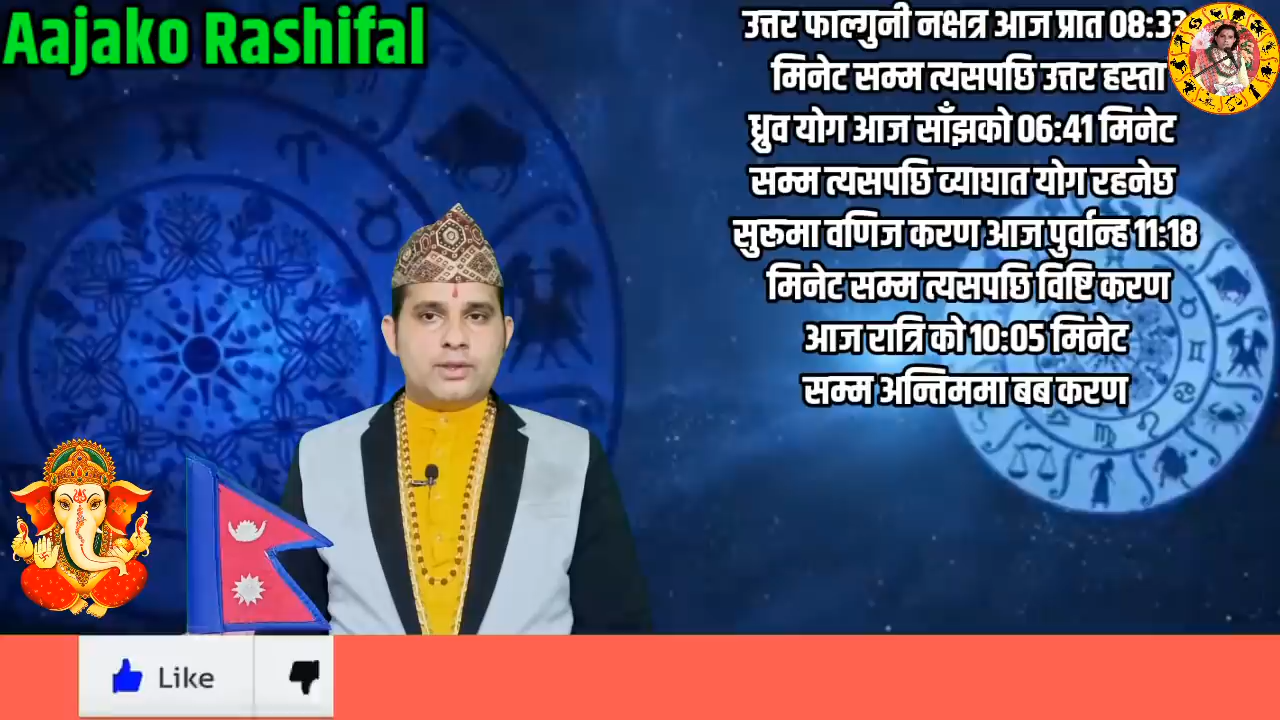 Aajako Rashifal
उत्तर फाल्गुनी नक्षत्र आज प्रात 08:33
मिनेट सम्म त्यसपछि उत्तर हस्ता
ध्रुव योग आज साँझको 06:41 मिनेट
सम्म त्यसपछि व्याघात योग रहनेछ
सुरूमा वणिज करण आज पुर्वान्ह 11:18
मिनेट सम्म त्यसपछि विष्टि करण
आज रात्रि को 10:05 मिनेट
सम्म अन्तिममा बब करण
Like